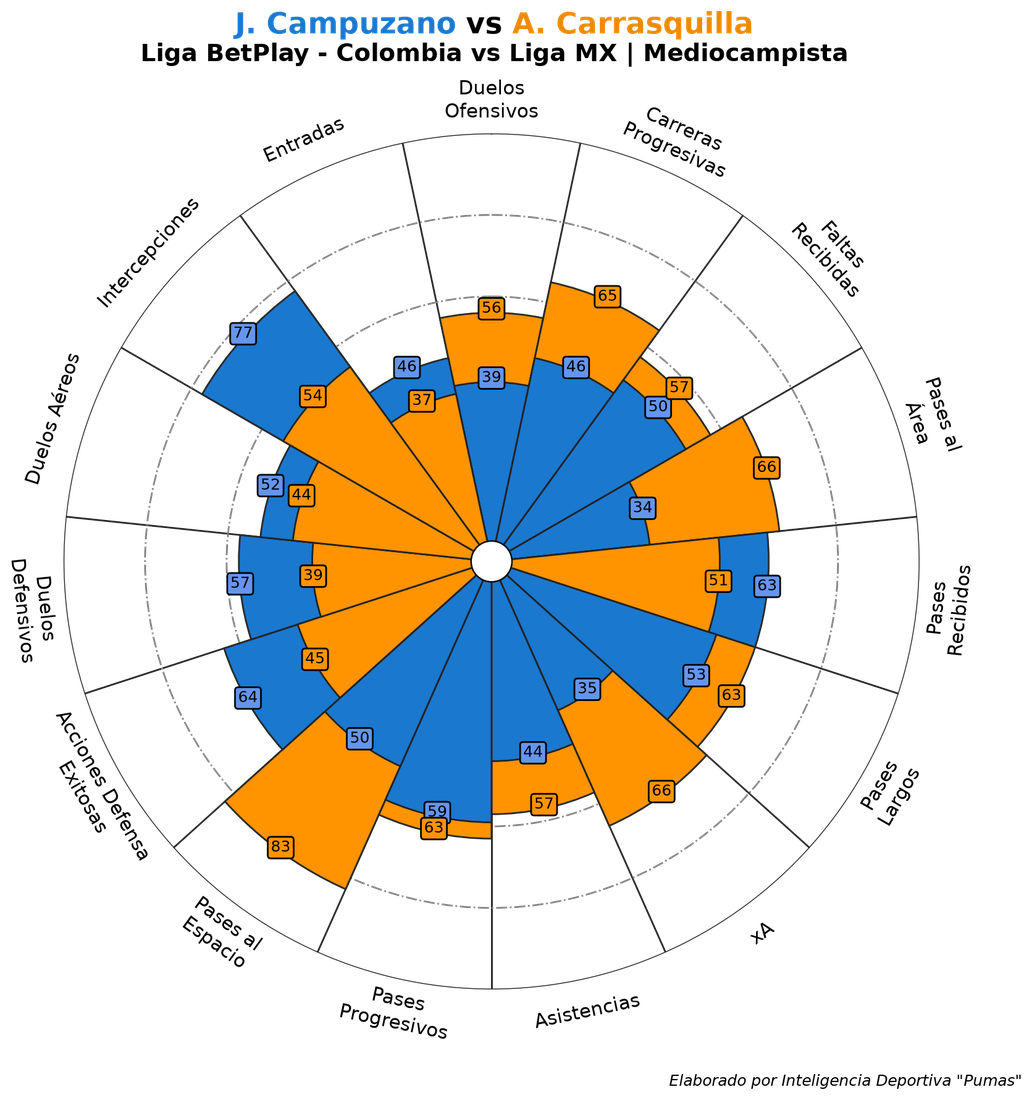 J. Campuzano vs A. Carrasquilla
Liga BetPlay - Colombia vs Liga MX | Mediocampista
Duelos
Ofensivos
39
56
Carreras
Progresivas
46
65
Faltas
Recibidas
50
57
Pases al
Área
34
66
Pases
Recibidos
51
63
Pases
Largos
53
63
xA
35
66
Asistencias
44
57
Pases
Progresivos
59
63
Pases al
Espacio
50
83
Acciones Defensa
Exitosas
64
45
Duelos
Defensivos
57
39
Duelos Aéreos
52
44
Intercepciones
77
54
Entradas
46
37
Elaborado por Inteligencia Deportiva "Pumas"